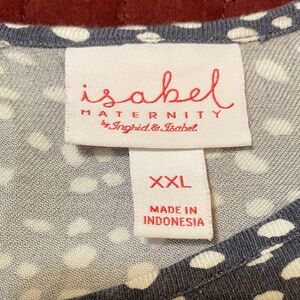 isabel
MATERNITY
by Ingrid & Isabel
XXL
MADE IN
INDONESIA